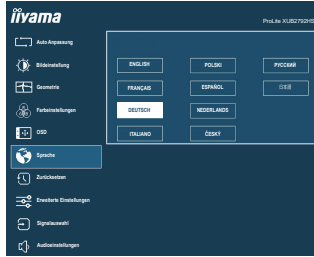 iiyama
ProLite XUB2792HS
Auto Anpassung
Bildeinstellung
Geometrie
Farbeinstellungen
OSD
Sprache
Zurücksetzen
Erweiterte Einstellungen
Signalauswahl
Audioeinstellungen
ENGLISH
POLSKI
РУССКИЙ
FRANÇAIS
ESPAÑOL
日本語
DEUTSCH
NEDERLANDS
ITALIANO
ČESKÝ